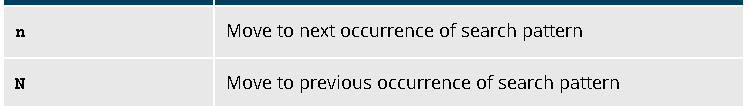 n Move to next occurrence of search pattern
N Move to previous occurrence of search pattern